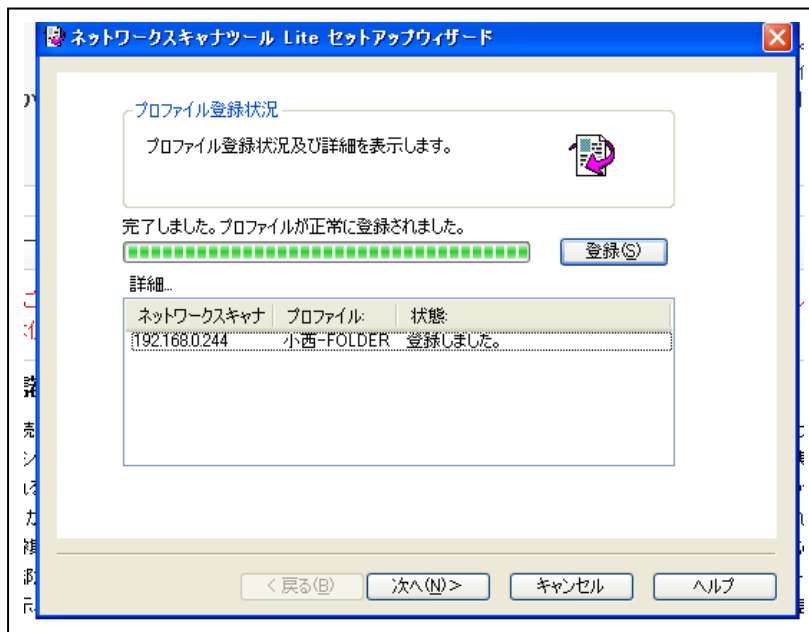 ネットワークスキャナツール Lite セットアップウィザード
プロファイル登録状況
プロファイル登録状況及び詳細を表示します。
完了しました。プロファイルが正常に登録されました。
登録(S)
詳細...
ネットワークスキャナ プロファイル: 状態:
192.168.0.244 小西-FOLDER 登録しました。
< 戻る(B) 次へ(N) > キャンセル ヘルプ